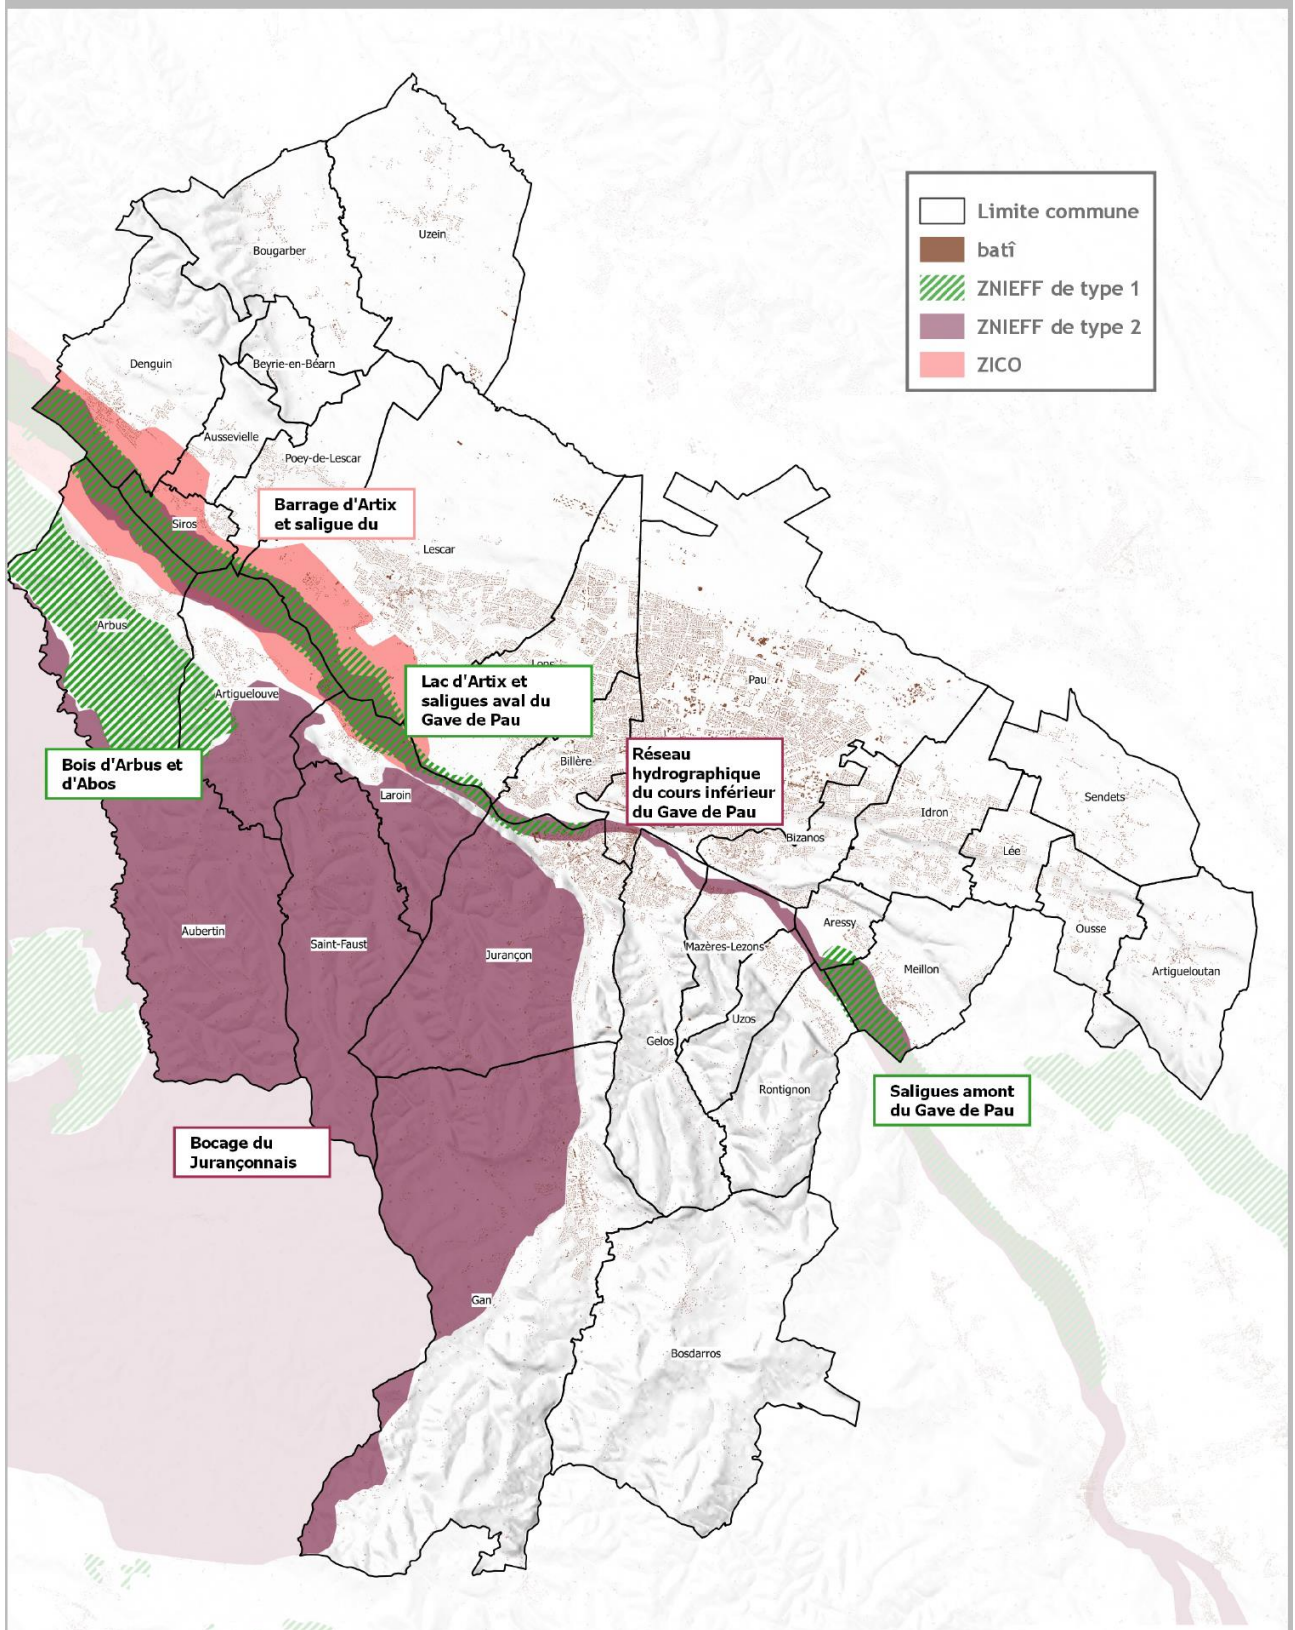 Limite commune
batî
ZNIEFF de type 1
ZNIEFF de type 2
ZICO
Uzein
Bougarber
Denguin
Beyrie-en-Béarn
Aussevielle
Poey-de-Lescar
Barrage d'Artix
et saligue du
Siros
Lescar
Arbus
Lons
Pau
Artiguelouve
Lac d'Artix et
saligues aval du
Gave de Pau
Bois d'Arbus et
d'Abos
Billère
Réseau
hydrographique
du cours inférieur
du Gave de Pau
Laroin
Sendets
Idron
Bizanos
Lée
Aubertin
Saint-Faust
Jurançon
Mazères-Lezons
Aressy
Ousse
Meillon
Artigueloutan
Uzos
Gelos
Rontignon
Saligues amont
du Gave de Pau
Bocage du
Jurançonnais
Gan
Bosdarros